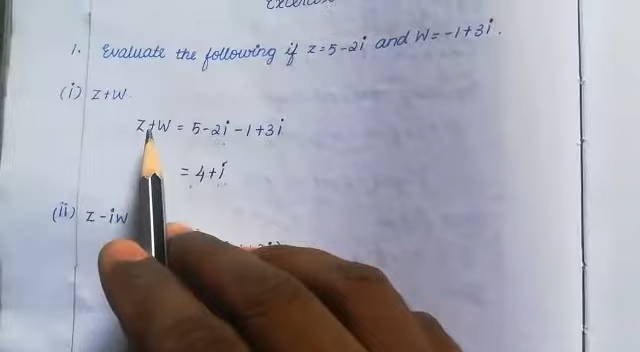 1. Evaluate the following if z=5-2i and W=-1+3i.
(i) z+w
z+w = 5-2i-1+3i
= 4+i
(ii) z-iw